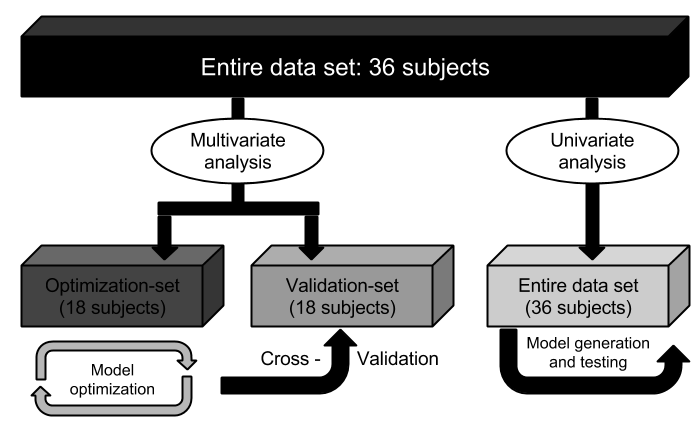 Entire data set: 36 subjects
Multivariate
analysis
Univariate
analysis
Optimization-set
(18 subjects)
Validation-set
(18 subjects)
Entire data set
(36 subjects)
Model
optimization
Cross - Validation
Model generation
and testing